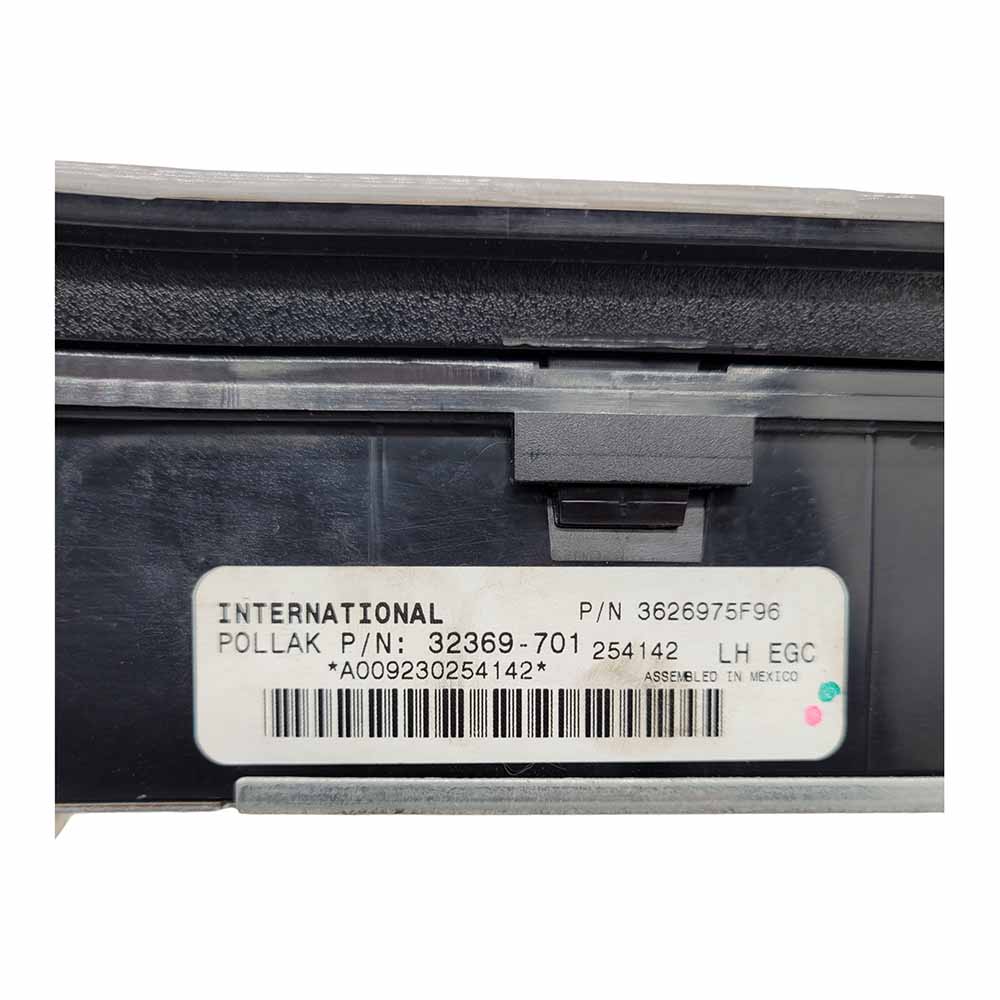 INTERNATIONAL P/N 3626975F96
POLLAK P/N: 32369-701 254142 LH EGC
*A009230254142* ASSEMBLED IN MEXICO